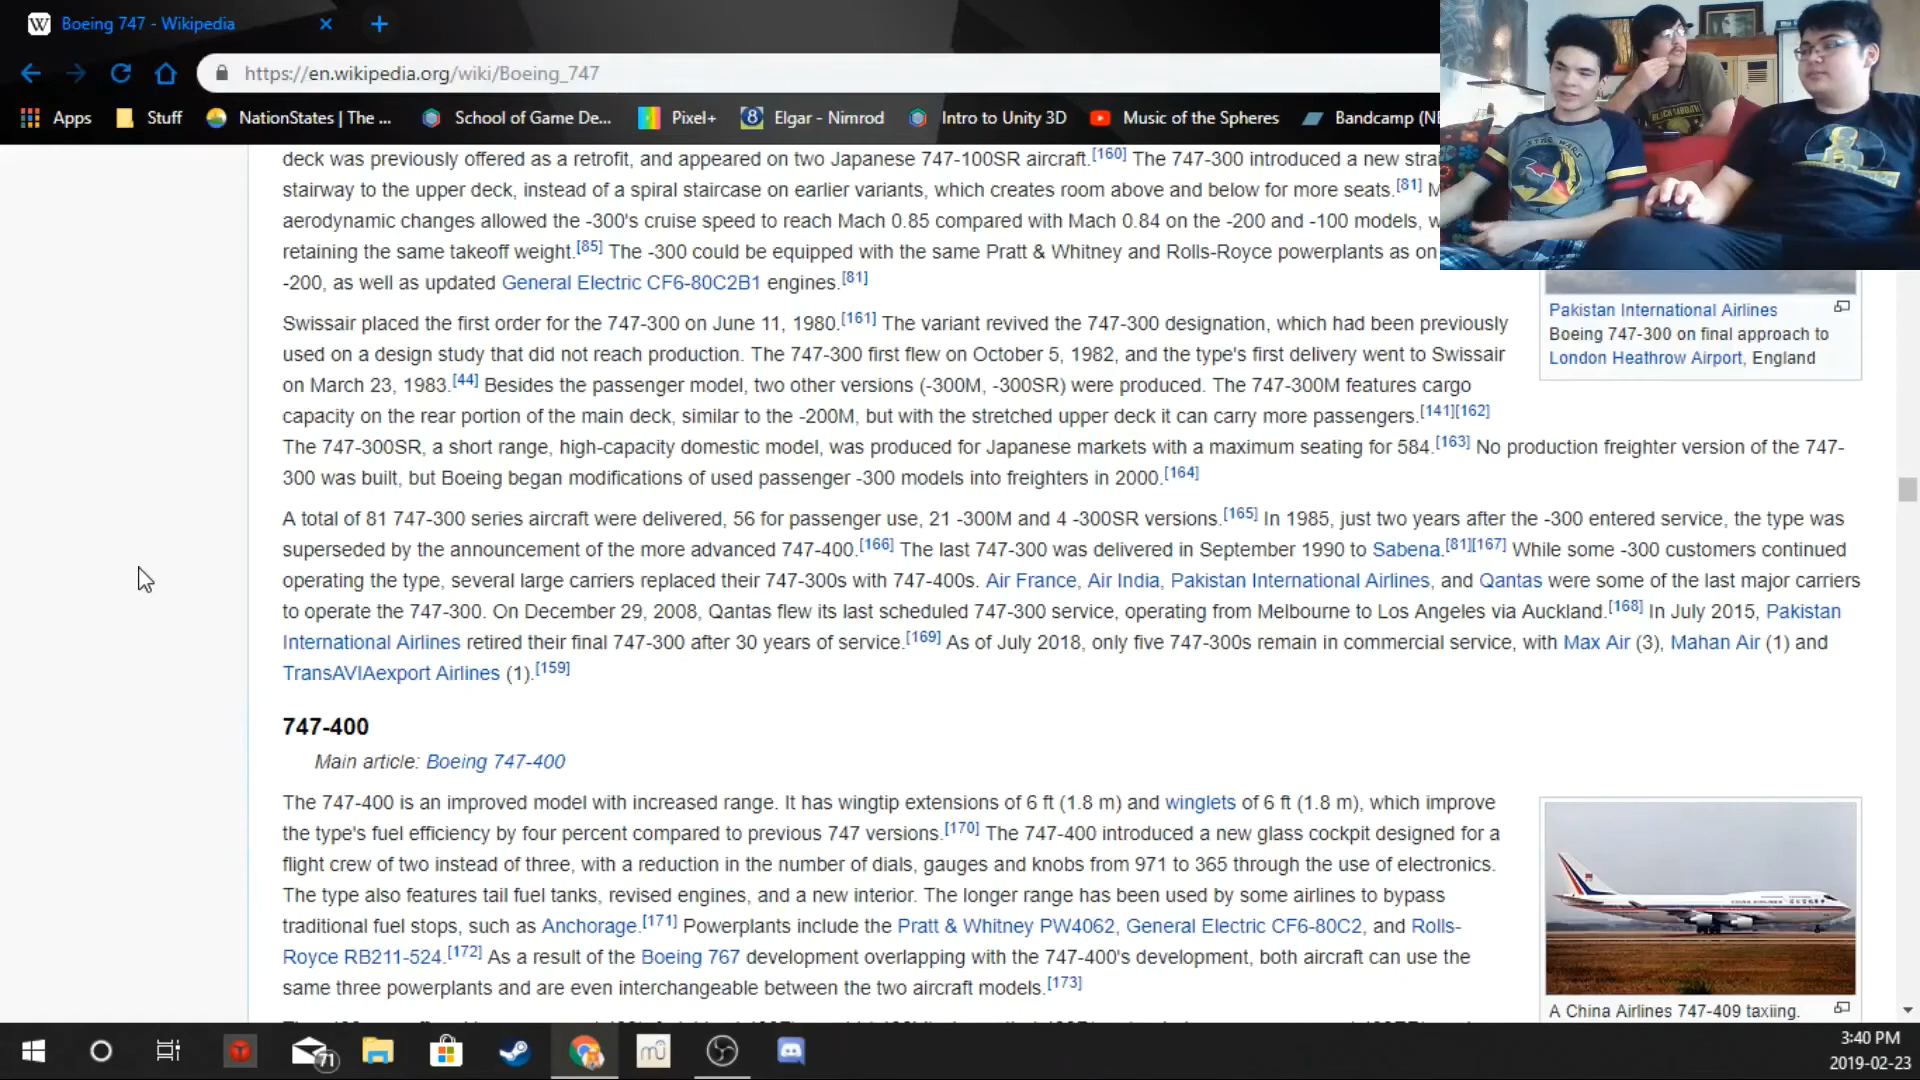 Boeing 747 - Wikipedia
https://en.wikipedia.org/wiki/Boeing_747
Apps Stuff NationStates | The ... School of Game De... Pixel+ Elgar - Nimrod Intro to Unity 3D Music of the Spheres Bandcamp (NE
deck was previously offered as a retrofit, and appeared on two Japanese 747-100SR aircraft.[160] The 747-300 introduced a new
stairway to the upper deck, instead of a spiral staircase on earlier variants, which creates room above and below for more seats.[81] M
aerodynamic changes allowed the -300's cruise speed to reach Mach 0.85 compared with Mach 0.84 on the -200 and -100 models, w
retaining the same takeoff weight.[85] The -300 could be equipped with the same Pratt & Whitney and Rolls-Royce powerplants as on
-200, as well as updated General Electric CF6-80C2B1 engines.[81]
Swissair placed the first order for the 747-300 on June 11, 1980.[161] The variant revived the 747-300 designation, which had been previously
used on a design study that did not reach production. The 747-300 first flew on October 5, 1982, and the type's first delivery went to Swissair
on March 23, 1983.[44] Besides the passenger model, two other versions (-300M, -300SR) were produced. The 747-300M features cargo
capacity on the rear portion of the main deck, similar to the -200M, but with the stretched upper deck it can carry more passengers.[141][162]
The 747-300SR, a short range, high-capacity domestic model, was produced for Japanese markets with a maximum seating for 584.[163] No production freighter version of the 747-
300 was built, but Boeing began modifications of used passenger -300 models into freighters in 2000.[164]
A total of 81 747-300 series aircraft were delivered, 56 for passenger use, 21 -300M and 4 -300SR versions.[165] In 1985, just two years after the -300 entered service, the type was
superseded by the announcement of the more advanced 747-400.[166] The last 747-300 was delivered in September 1990 to Sabena.[81][167] While some -300 customers continued
operating the type, several large carriers replaced their 747-300s with 747-400s. Air France, Air India, Pakistan International Airlines, and Qantas were some of the last major carriers
to operate the 747-300. On December 29, 2008, Qantas flew its last scheduled 747-300 service, operating from Melbourne to Los Angeles via Auckland.[168] In July 2015, Pakistan
International Airlines retired their final 747-300 after 30 years of service.[169] As of July 2018, only five 747-300s remain in commercial service, with Max Air (3), Mahan Air (1) and
TransAVIAexport Airlines (1).[159]
Pakistan International Airlines
Boeing 747-300 on final approach to
London Heathrow Airport, England
747-400
Main article: Boeing 747-400
The 747-400 is an improved model with increased range. It has wingtip extensions of 6 ft (1.8 m) and winglets of 6 ft (1.8 m), which improve
the type's fuel efficiency by four percent compared to previous 747 versions.[170] The 747-400 introduced a new glass cockpit designed for a
flight crew of two instead of three, with a reduction in the number of dials, gauges and knobs from 971 to 365 through the use of electronics.
The type also features tail fuel tanks, revised engines, and a new interior. The longer range has been used by some airlines to bypass
traditional fuel stops, such as Anchorage.[171] Powerplants include the Pratt & Whitney PW4062, General Electric CF6-80C2, and Rolls-
Royce RB211-524.[172] As a result of the Boeing 767 development overlapping with the 747-400's development, both aircraft can use the
same three powerplants and are even interchangeable between the two aircraft models.[173]
A China Airlines 747-409 taxiing.
71
3:40 PM
2019-02-23